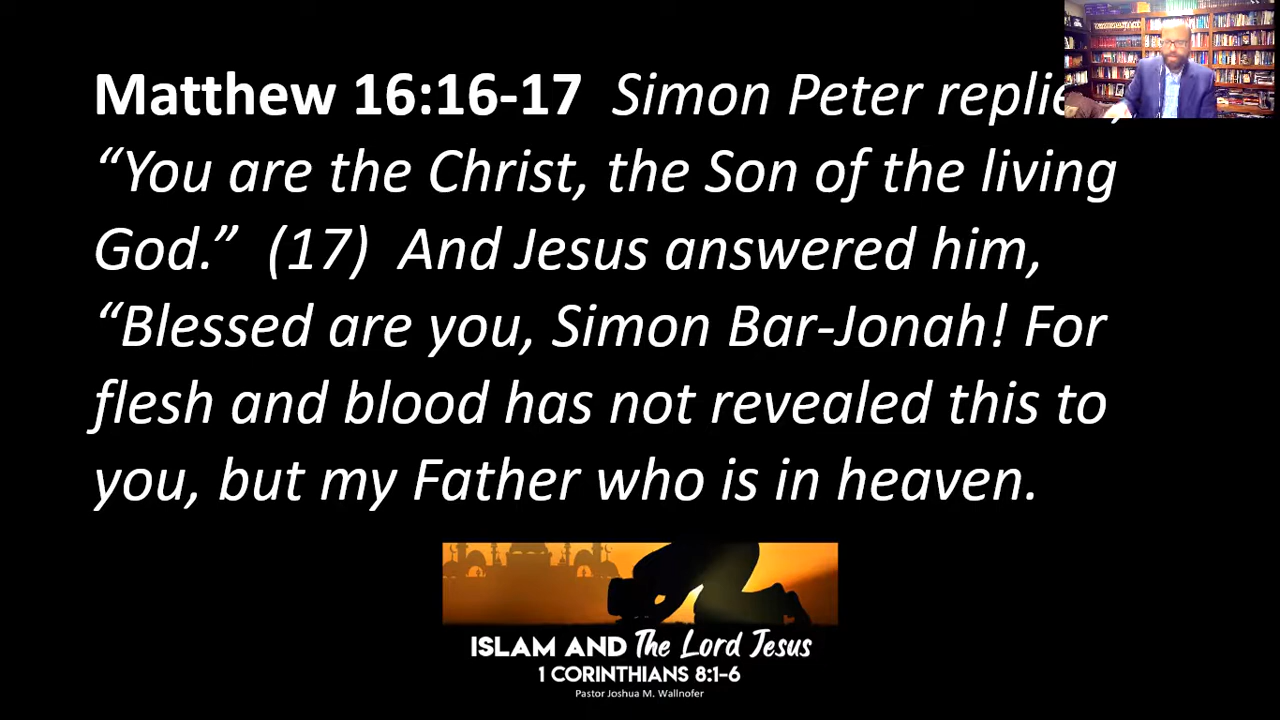 Matthew 16:16-17 Simon Peter
“You are the Christ, the Son of the living
God.” (17) And Jesus answered him,
“Blessed are you, Simon Bar-Jonah! For
flesh and blood has not revealed this to
you, but my Father who is in heaven.
ISLAM AND The Lord Jesus
1 CORINTHIANS 8:1-6
Pastor Joshua M. Wallnofer